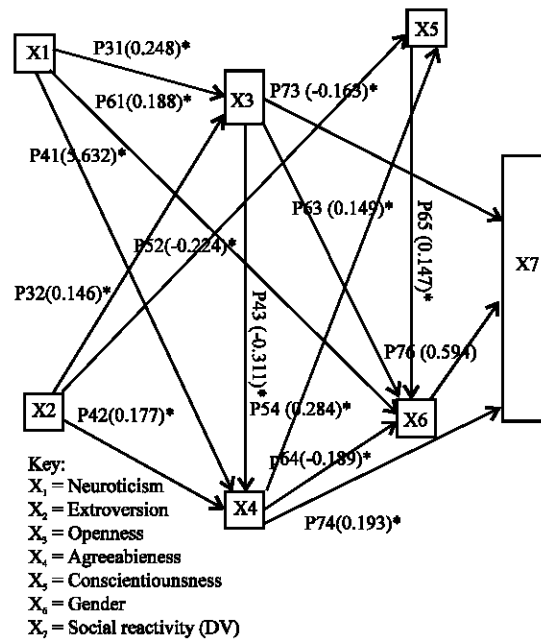 X5
X1
P31(0.248)*
P73 (-0.163)*
X3
P61(0.188)*
P41(5.632)*
P63 (0.149)*
P65 (0.147)*
P52(-0.224)*
X7
P32(0.146)*
P43 (-0.311)*
P76 (0.594)
X2
P42(0.177)*
P54 (0.284)*
X6
P64(-0.189)*
X4
P74(0.193)*
Key:
X₁ = Neuroticism
X₂ = Extroversion
X₃ = Openness
X₄ = Agreeabieness
X₅ = Conscientiounsness
X₆ = Gender
X₇ = Social reactivity (DV)